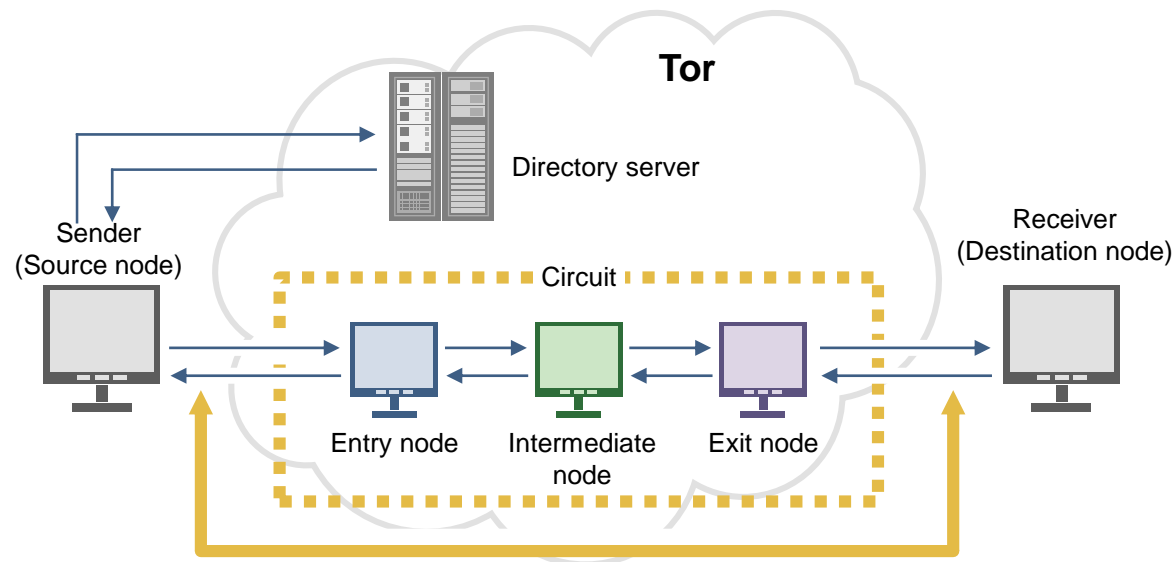 Tor
Directory server
Sender
(Source node)
Receiver
(Destination node)
Circuit
Entry node
Intermediate
node
Exit node